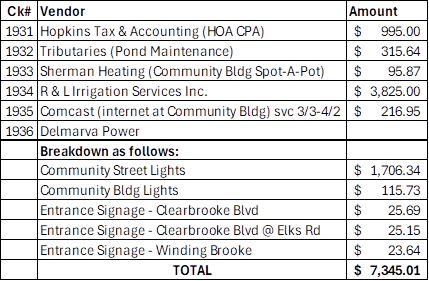 Ck# Vendor Amount
1931 Hopkins Tax & Accounting (HOA CPA) $ 995.00
1932 Tributaries (Pond Maintenance) $ 315.64
1933 Sherman Heating (Community Bldg Spot-A-Pot) $ 95.87
1934 R & L Irrigation Services Inc. $ 3,825.00
1935 Comcast (internet at Community Bldg) svc 3/3-4/2 $ 216.95
1936 Delmarva Power
Breakdown as follows:
Community Street Lights $ 1,706.34
Community Bldg Lights $ 115.73
Entrance Signage - Clearbrooke Blvd $ 25.69
Entrance Signage - Clearbrooke Blvd @ Elks Rd $ 25.15
Entrance Signage - Winding Brooke $ 23.64
TOTAL $ 7,345.01